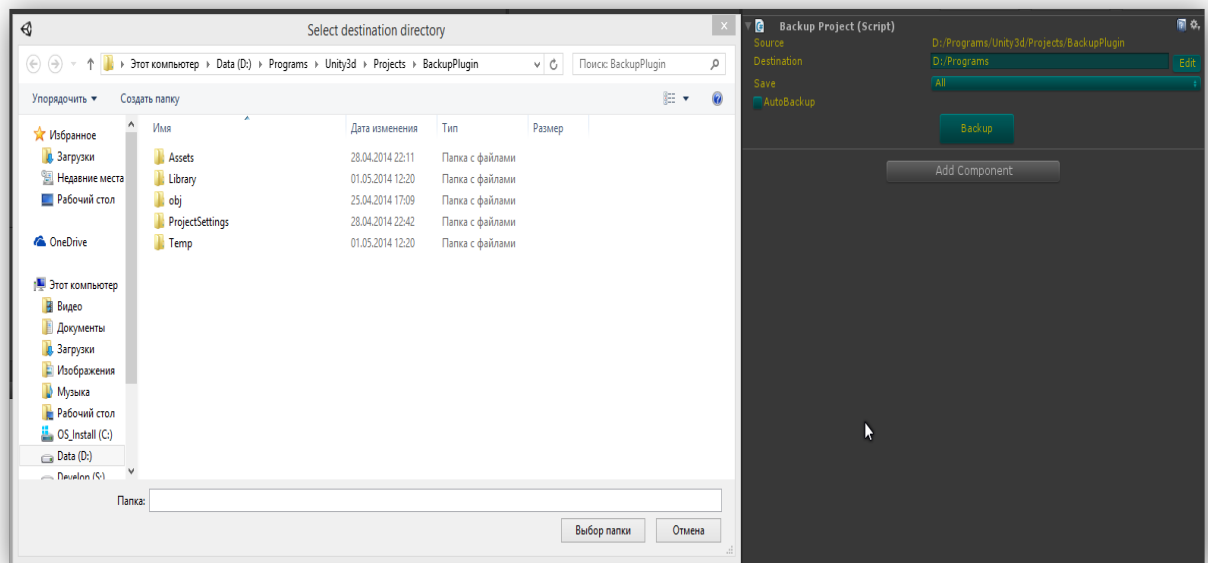 Select destination directory
Этот компьютер Data (D:) Programs Unity3d Projects BackupPlugin
Поиск: BackupPlugin
Упорядочить Создать папку
Избранное
Загрузки
Недавние места
Рабочий стол
OneDrive
Этот компьютер
Видео
Документы
Загрузки
Изображения
Музыка
Рабочий стол
OS_Install (C:)
Data (D:)
Develop (S:)
Имя Дата изменения Тип Размер
Assets 28.04.2014 22:11 Папка с файлами
Library 01.05.2014 12:20 Папка с файлами
obj 25.04.2014 17:09 Папка с файлами
ProjectSettings 28.04.2014 22:42 Папка с файлами
Temp 01.05.2014 12:20 Папка с файлами
Папка:
Выбор папки Отмена
Backup Project (Script)
Source D:/Programs/Unity3d/Projects/BackupPlugin
Destination D:/Programs Edit
Save All
AutoBackup
Backup
Add Component